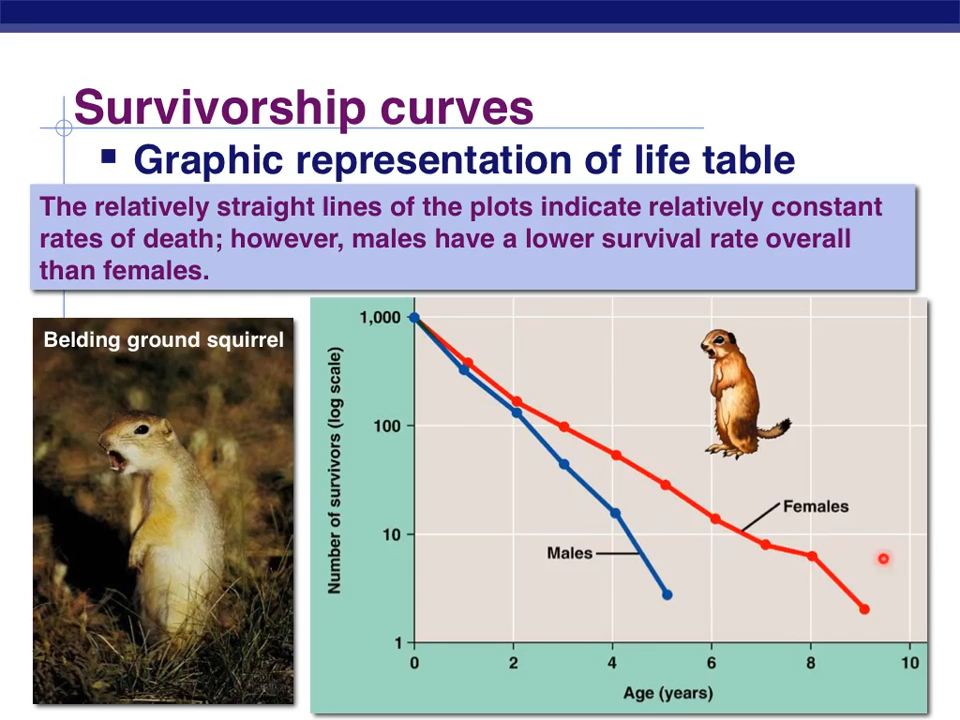 Survivorship curves
Graphic representation of life table
The relatively straight lines of the plots indicate relatively constant
rates of death; however, males have a lower survival rate overall
than females.
Belding ground squirrel
Number of survivors (log scale)
1,000
100
10
1
Females
Males
0 2 4 6 8 10
Age (years)